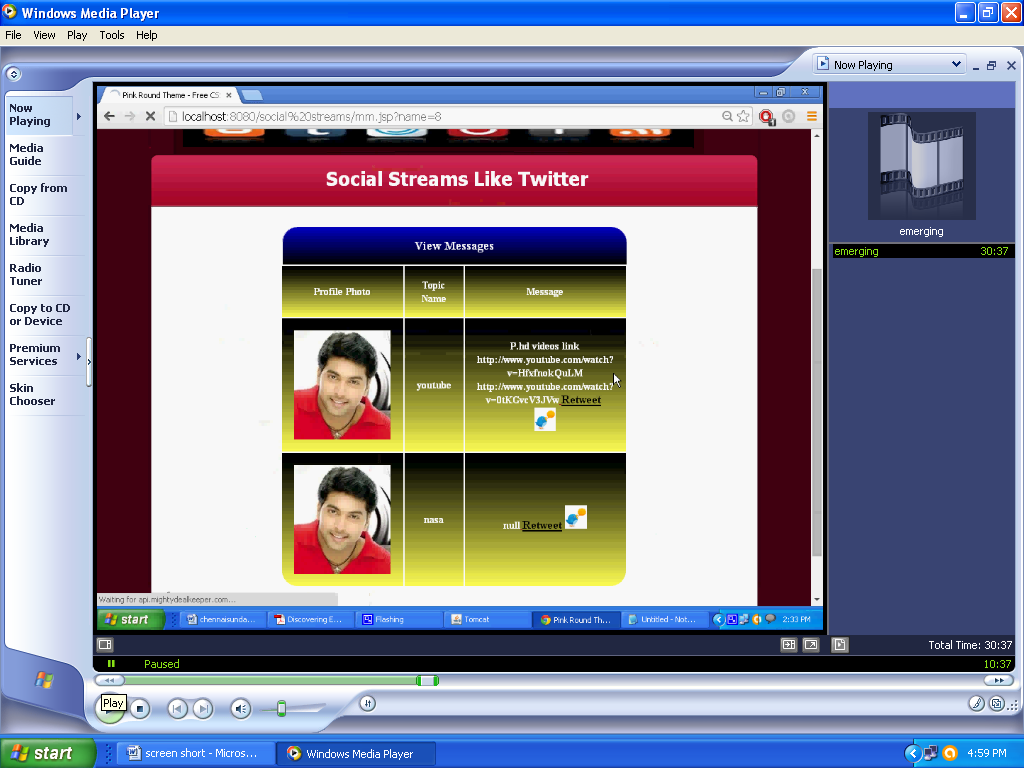 Windows Media Player
File View Play Tools Help
Now Playing
Now
Playing
Media
Guide
Copy from
CD
Media
Library
Radio
Tuner
Copy to CD
or Device
Premium
Services
Skin
Chooser
Pink Round Theme - Free CS
localhost:8080/social%20streams/mm.jsp?name=8
Social Streams Like Twitter
View Messages
Profile Photo
Topic
Name
Message
youtube
P.hd videos link
http://www.youtube.com/watch?
v=HfxfnokQuLM
http://www.youtube.com/watch?
v=0tKGvcV3JVw Retweet
nasa
null Retweet
Waiting for api.mightydealkeeper.com...
start chennaisunda... Discovering E... Flashing Tomcat Pink Round Th... Untitled - Not... 2:33 PM
emerging
emerging 30:37
Total Time: 30:37
Paused 10:37
Play
start screen short - Micros... Windows Media Player 4:59 PM